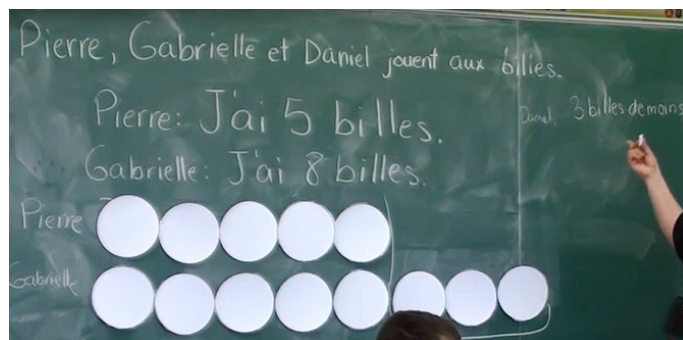 Pierre, Gabrielle et Daniel jouent aux billes.
Pierre: J'ai 5 billes.
Daniel. 3 billes de moins
Gabrielle: J'ai 8 billes.
Pierre
Gabrielle